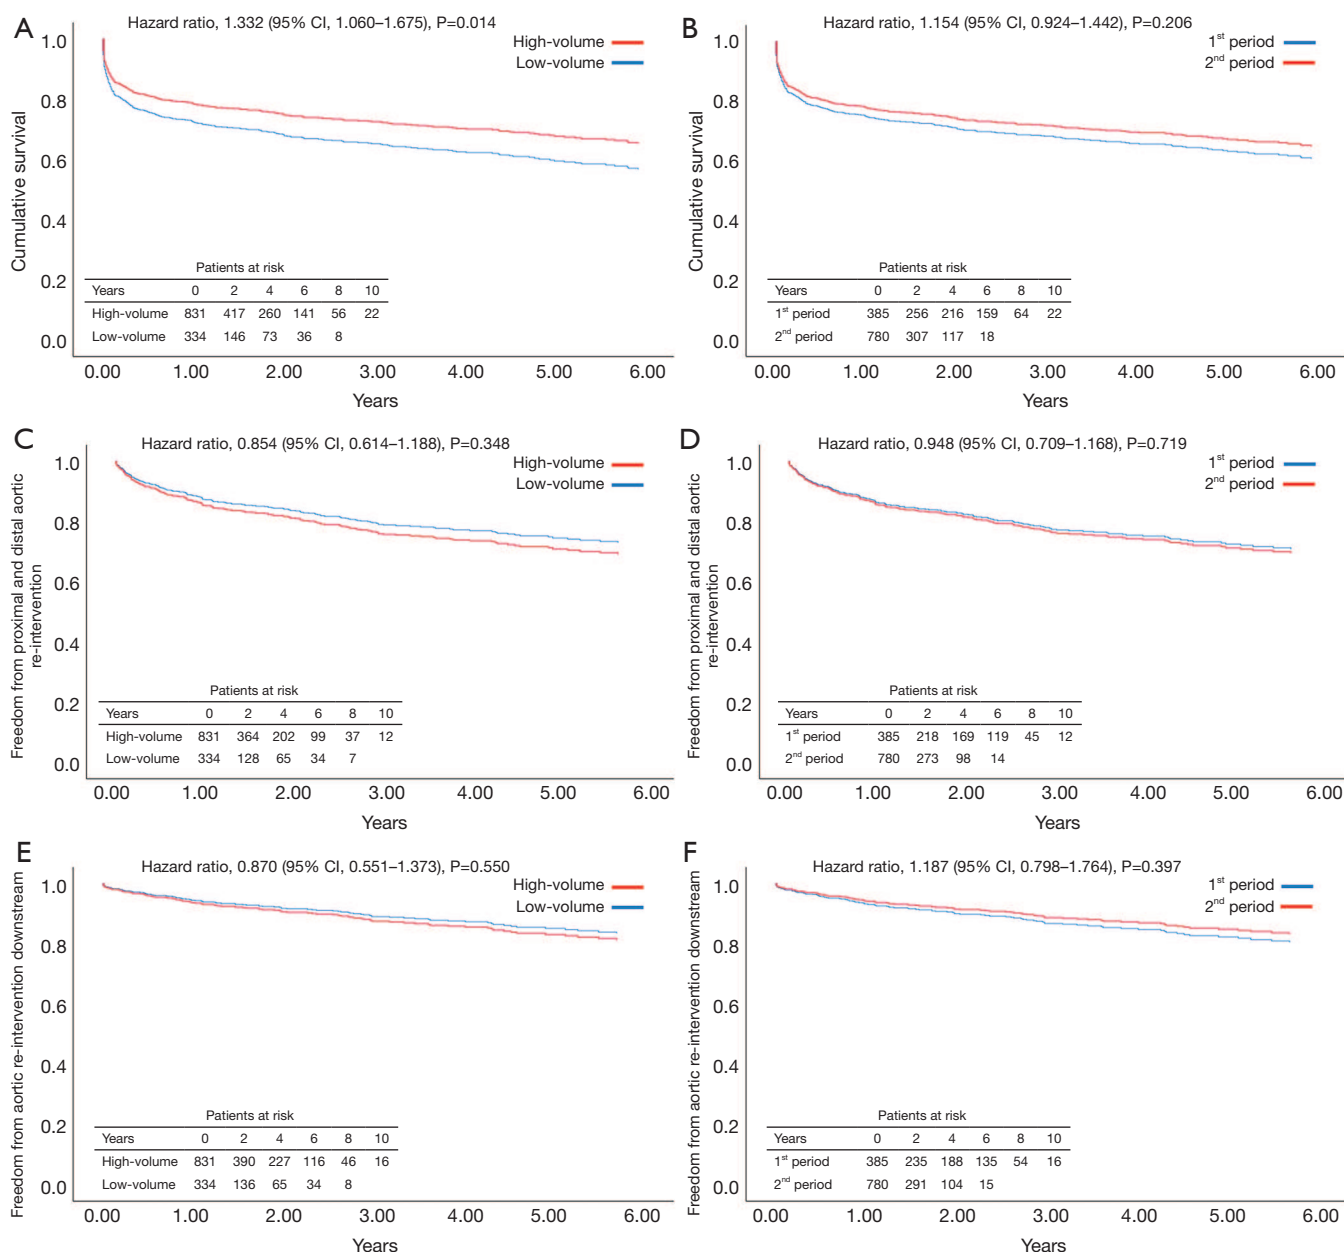 A
Hazard ratio, 1.332 (95% CI, 1.060–1.675), P=0.014
High-volume
Low-volume
1.0
0.8
0.6
0.4
0.2
0.0
Cumulative survival
Patients at risk
Years 0 2 4 6 8 10
High-volume 831 417 260 141 56 22
Low-volume 334 146 73 36 8
0.00 1.00 2.00 3.00 4.00 5.00 6.00
Years
B
Hazard ratio, 1.154 (95% CI, 0.924–1.442), P=0.206
1st period
2nd period
1.0
0.8
0.6
0.4
0.2
0.0
Cumulative survival
Patients at risk
Years 0 2 4 6 8 10
1st period 385 256 216 159 64 22
2nd period 780 307 117 18
0.00 1.00 2.00 3.00 4.00 5.00 6.00
Years
C
Hazard ratio, 0.854 (95% CI, 0.614–1.188), P=0.348
High-volume
Low-volume
1.0
0.8
0.6
0.4
0.2
0.0
Freedom from proximal and distal aortic
re-intervention
Patients at risk
Years 0 2 4 6 8 10
High-volume 831 364 202 99 37 12
Low-volume 334 128 65 34 7
0.00 1.00 2.00 3.00 4.00 5.00 6.00
Years
D
Hazard ratio, 0.948 (95% CI, 0.709–1.168), P=0.719
1st period
2nd period
1.0
0.8
0.6
0.4
0.2
0.0
Freedom from proximal and distal aortic
re-intervention
Patients at risk
Years 0 2 4 6 8 10
1st period 385 218 169 119 45 12
2nd period 780 273 98 14
0.00 1.00 2.00 3.00 4.00 5.00 6.00
Years
E
Hazard ratio, 0.870 (95% CI, 0.551–1.373), P=0.550
High-volume
Low-volume
1.0
0.8
0.6
0.4
0.2
0.0
Freedom from aortic re-intervention downstream
Patients at risk
Years 0 2 4 6 8 10
High-volume 831 390 227 116 46 16
Low-volume 334 136 65 34 8
0.00 1.00 2.00 3.00 4.00 5.00 6.00
Years
F
Hazard ratio, 1.187 (95% CI, 0.798–1.764), P=0.397
1st period
2nd period
1.0
0.8
0.6
0.4
0.2
0.0
Freedom from aortic re-intervention downstream
Patients at risk
Years 0 2 4 6 8 10
1st period 385 235 188 135 54 16
2nd period 780 291 104 15
0.00 1.00 2.00 3.00 4.00 5.00 6.00
Years